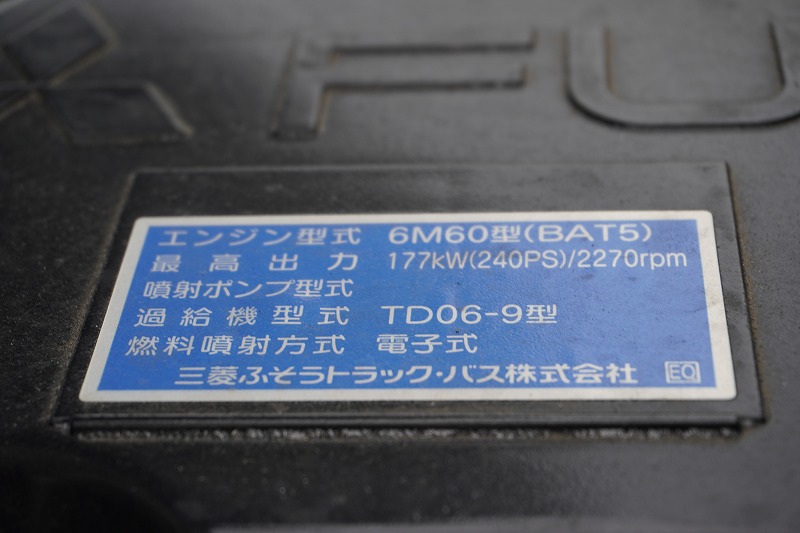 FU
エンジン型式 6M60型(BAT5)
最高出力 177kW(240PS)/2270rpm
噴射ポンプ型式
過給機型式 TD06-9型
燃料噴射方式 電子式
三菱ふそうトラック・バス株式会社 EQ